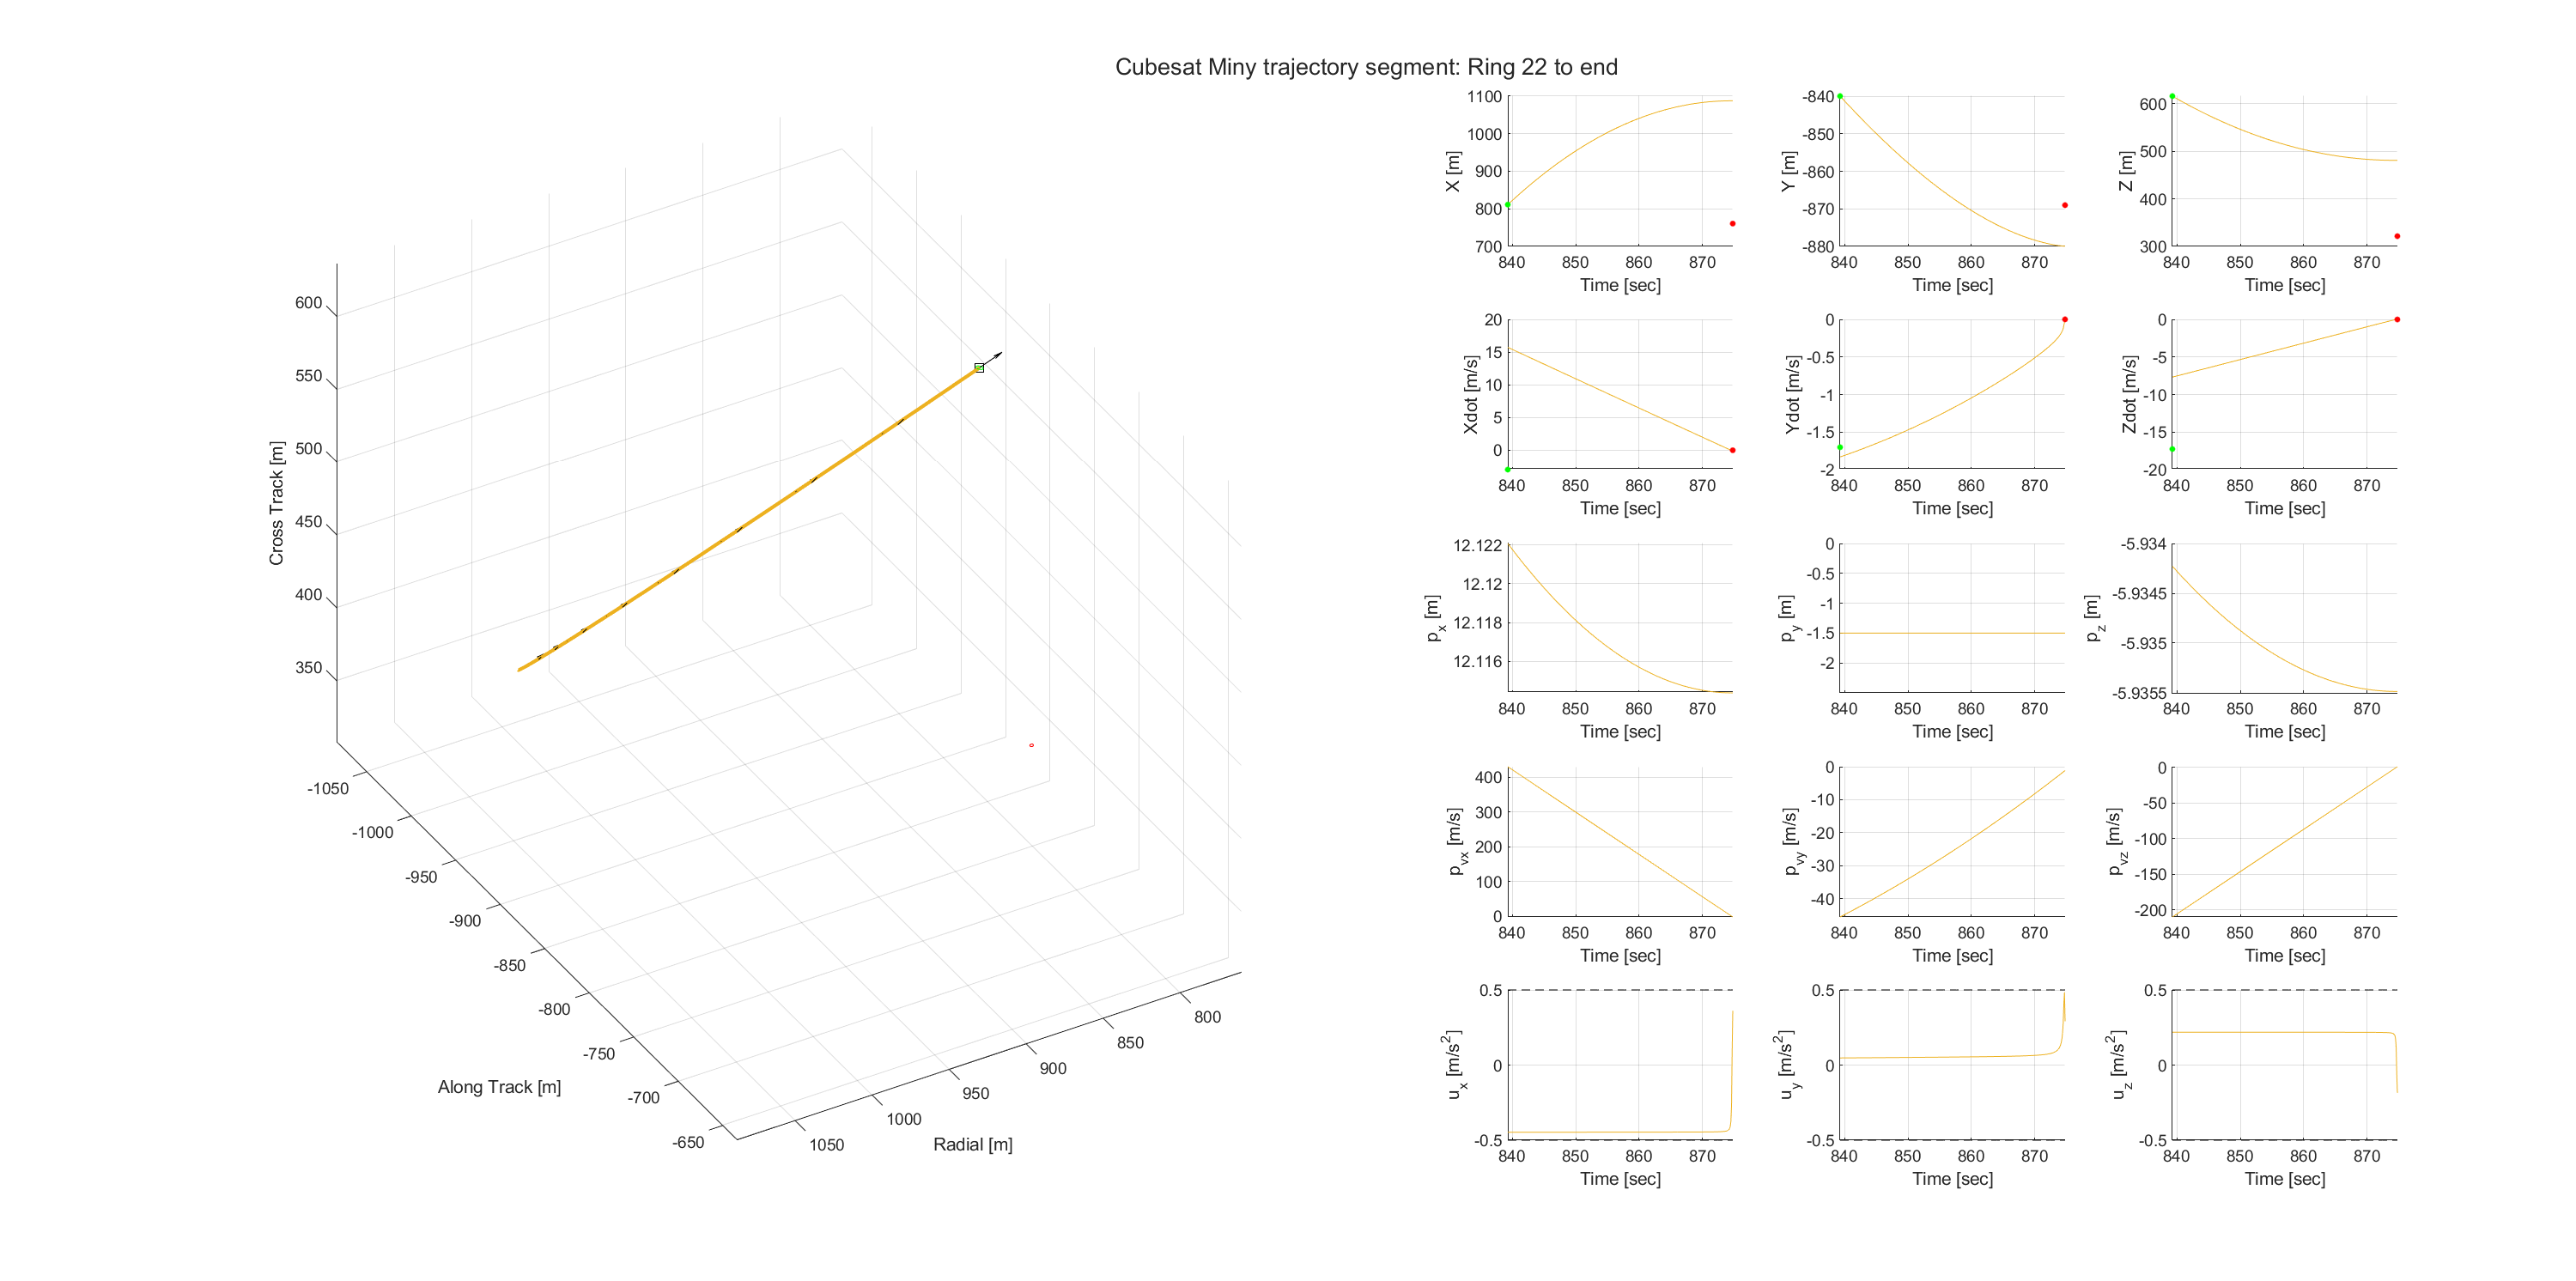 Cubesat Miny trajectory segment: Ring 22 to end
Cross Track [m]
600
550
500
450
400
350
Along Track [m]
-1050
-1000
-950
-900
-850
-800
-750
-700
-650
Radial [m]
1050
1000
950
900
850
800
X [m]
1100
1000
900
800
700
840 850 860 870
Time [sec]
Y [m]
-840
-850
-860
-870
-880
840 850 860 870
Time [sec]
Z [m]
600
500
400
300
840 850 860 870
Time [sec]
Xdot [m/s]
20
15
10
5
0
840 850 860 870
Time [sec]
Ydot [m/s]
0
-0.5
-1
-1.5
-2
840 850 860 870
Time [sec]
Zdot [m/s]
0
-5
-10
-15
-20
840 850 860 870
Time [sec]
p_x [m]
12.122
12.12
12.118
12.116
840 850 860 870
Time [sec]
p_y [m]
0
-0.5
-1
-1.5
-2
840 850 860 870
Time [sec]
p_z [m]
-5.934
-5.9345
-5.935
-5.9355
840 850 860 870
Time [sec]
p_vx [m/s]
400
300
200
100
0
840 850 860 870
Time [sec]
p_vy [m/s]
0
-10
-20
-30
-40
840 850 860 870
Time [sec]
p_vz [m/s]
0
-50
-100
-150
-200
840 850 860 870
Time [sec]
u_x [m/s²]
0.5
0
-0.5
840 850 860 870
Time [sec]
u_y [m/s²]
0.5
0
-0.5
840 850 860 870
Time [sec]
u_z [m/s²]
0.5
0
-0.5
840 850 860 870
Time [sec]